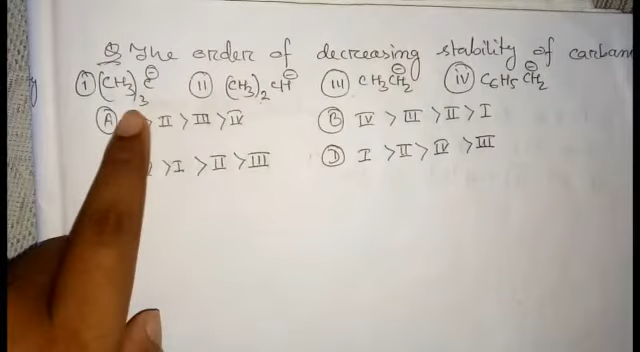 Q The order of decreasing stability of carban
I (CH3)3C⊖ II (CH3)2CH⊖ III CH3CH2⊖ IV C6H5CH2⊖
A > II > III > IV B IV > III > II > I
> I > II > III D I > II > IV > III